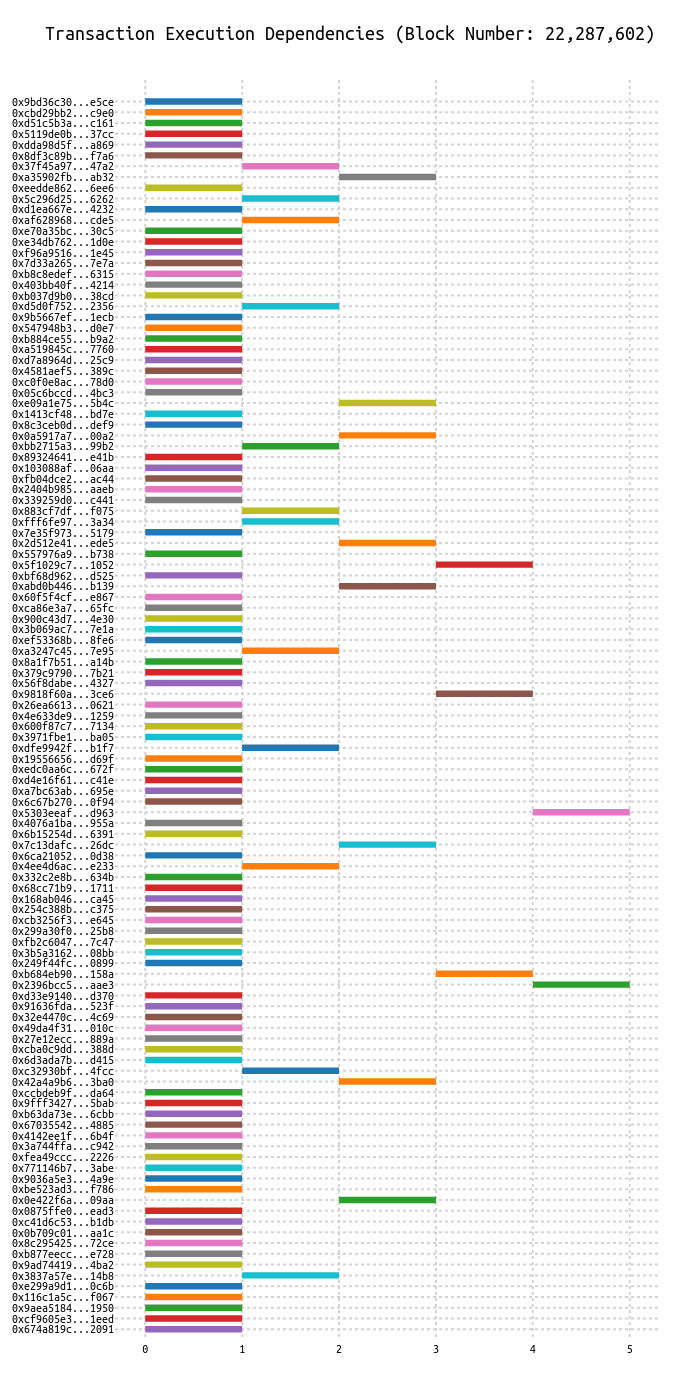 Transaction Execution Dependencies (Block Number: 22,287,602)
0x9bd36c30...e5ce
0xcbd29bb2...c9e0
0xd51c5b3a...c161
0x5119de0b...37cc
0xdda98d5f...a869
0x8df3c89b...f7a6
0x37f45a97...47a2
0xa35902fb...ab32
0xeedde862...6ee6
0x5c296d25...6262
0xd1ea667e...4232
0xaf628968...cde5
0xe70a35bc...30c5
0xe34db762...1d0e
0xf96a9516...1e45
0x7d33a265...7e7a
0xb8c8edef...6315
0x403bb40f...4214
0xb037d9b0...38cd
0xd5d0f752...2356
0x9b5667ef...1ecb
0x547948b3...d0e7
0xb884ce55...b9a2
0xa519845c...7760
0xd7a8964d...25c9
0x4581aef5...389c
0xc0f0e8ac...78d0
0x05c6bccd...4bc3
0xe09a1e75...5b4c
0x1413cf48...bd7e
0x8c3ceb0d...def9
0x0a5917a7...00a2
0xbb2715a3...99b2
0x89324641...e41b
0x103088af...06aa
0xfb04dce2...ac44
0x2404b985...aaeb
0x339259d0...c441
0x883cf7df...f075
0xfff6fe97...3a34
0x7e35f973...5179
0x2d512e41...ede5
0x557976a9...b738
0x5f1029c7...1052
0xbf68d962...d525
0xabd0b446...b139
0x60f5f4cf...e867
0xca86e3a7...65fc
0x900c43d7...4e30
0x3b069ac7...7e1a
0xef53368b...8fe6
0xa3247c45...7e95
0x8a1f7b51...a14b
0x379c9790...7b21
0x56f8dabe...4327
0x9818f60a...3ce6
0x26ea6613...0621
0x4e633de9...1259
0x600f87c7...7134
0x3971fbe1...ba05
0xdfe9942f...b1f7
0x19556656...d69f
0xedc0aa6c...672f
0xd4e16f61...c41e
0xa7bc63ab...695e
0x6c67b270...0f94
0x5303eeaf...d963
0x4076a1ba...955a
0x6b15254d...6391
0x7c13dafc...26dc
0x6ca21052...0d38
0x4ee4d6ac...e233
0x332c2e8b...634b
0x68cc71b9...1711
0x168ab046...ca45
0x254c388b...c375
0xcb3256f3...e645
0x299a30f0...25b8
0xfb2c6047...7c47
0x3b5a3162...08bb
0x249f44fc...0899
0xb684eb90...158a
0x2396bcc5...aae3
0xd33e9140...d370
0x91636fda...523f
0x32e4470c...4c69
0x49da4f31...010c
0x27e12ecc...889a
0xcba0c9dd...388d
0x6d3ada7b...d415
0xc32930bf...4fcc
0x42a4a9b6...3ba0
0xccbdeb9f...da64
0x9fff3427...5bab
0xb63da73e...6cbb
0x67035542...4885
0x4142ee1f...6b4f
0x3a744ffa...c942
0xfea49ccc...2226
0x771146b7...3abe
0x9036a5e3...4a9e
0xbe523ad3...f786
0x0e422f6a...09aa
0x0875ffe0...ead3
0xc41d6c53...b1db
0x0b709c01...aa1c
0x8c295425...72ce
0xb877eecc...e728
0x9ad74419...4ba2
0x3837a57e...14b8
0xe299a9d1...0c6b
0x116c1a5c...f067
0x9aea5184...1950
0xcf9605e3...1eed
0x674a819c...2091
0 1 2 3 4 5